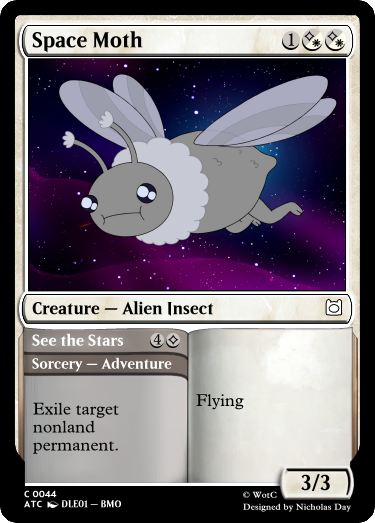 Space Moth
1
Creature — Alien Insect
See the Stars 4
Sorcery — Adventure
Exile target
nonland
permanent.
Flying
3/3
C 0044
ATC DLE01 — BMO
© WotC
Designed by Nicholas Day